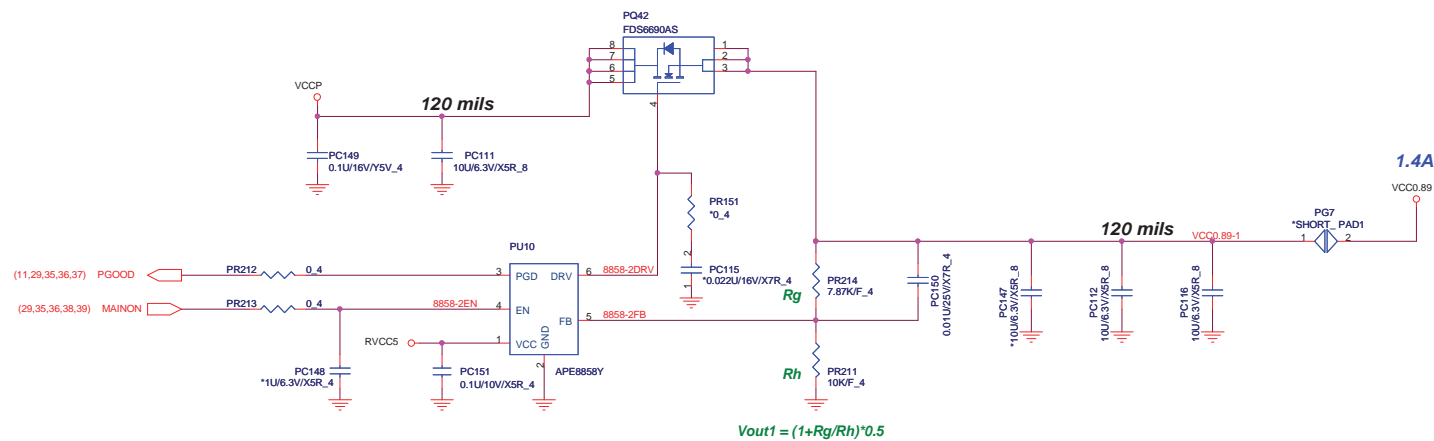 PQ42
FDS6690AS
8
7
6
5
1
2
3
4
VCCP
120 mils
PC149
0.1U/16V/Y5V_4
PC111
10U/6.3V/X5R_8
PR151
*0_4
2
1
PC115
*0.022U/16V/X7R_4
1.4A
VCC0.89
PG7
*SHORT_ PAD1
1
2
120 mils
VCC0.89-1
PU10
(11,29,35,36,37) PGOOD
PR212
0_4
3
PGD
DRV
6
8858-2DRV
(29,35,36,38,39) MAINON
PR213
0_4
8858-2EN
4
EN
FB
5
8858-2FB
RVCC5
1
VCC
GND
2
APE8858Y
PC148
*1U/6.3V/X5R_4
PC151
0.1U/10V/X5R_4
Rg
PR214
7.87K/F_4
PC150
0.01U/25V/X7R_4
PC147
*10U/6.3V/X5R_8
PC112
10U/6.3V/X5R_8
PC116
10U/6.3V/X5R_8
Rh
PR211
10K/F_4
Vout1 = (1+Rg/Rh)*0.5